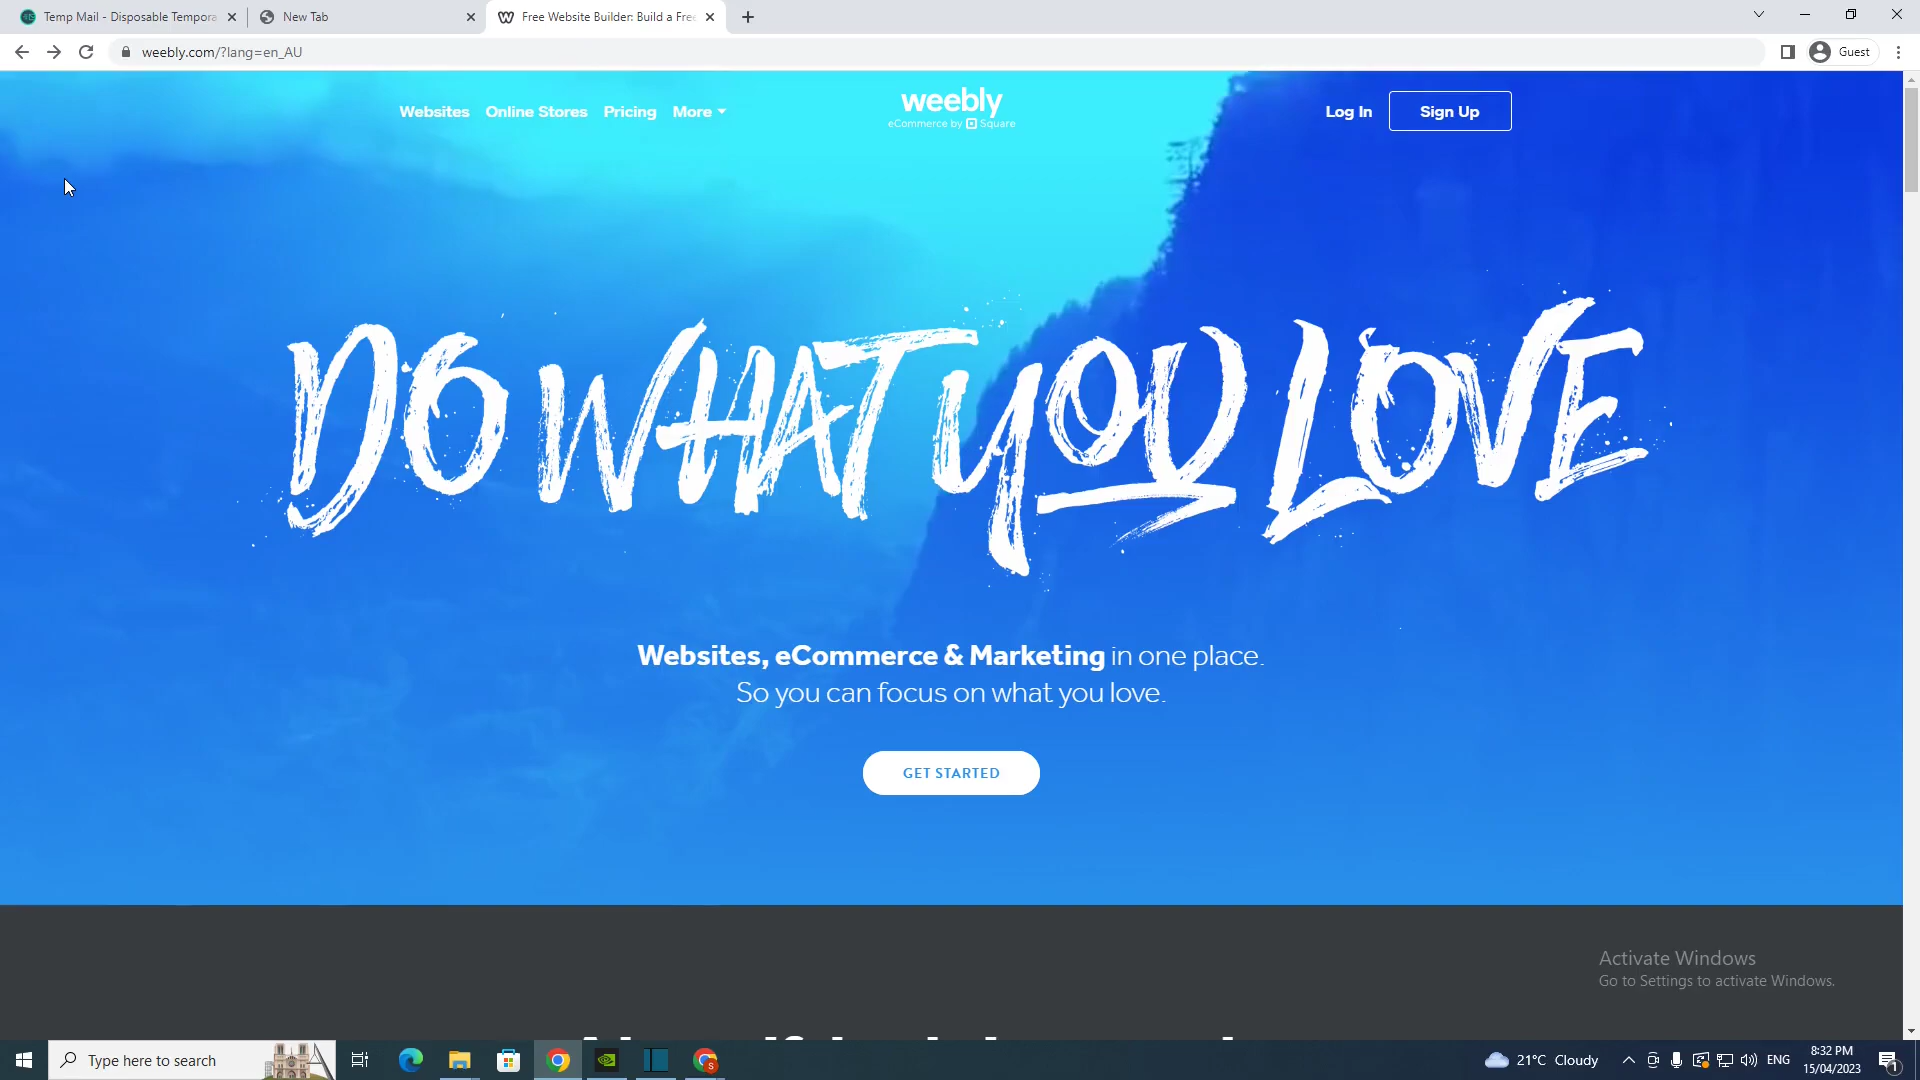 Temp Mail - Disposable Tempora
New Tab
Free Website Builder: Build a Free
weebly.com/?lang=en_AU
Guest
Websites
Online Stores
Pricing
More
weebly
eCommerce by Square
Log In
Sign Up
DO WHAT YOU LOVE
Websites, eCommerce & Marketing in one place.
So you can focus on what you love.
GET STARTED
Activate Windows
Go to Settings to activate Windows.
Type here to search
21°C Cloudy
ENG
8:32 PM
15/04/2023
1